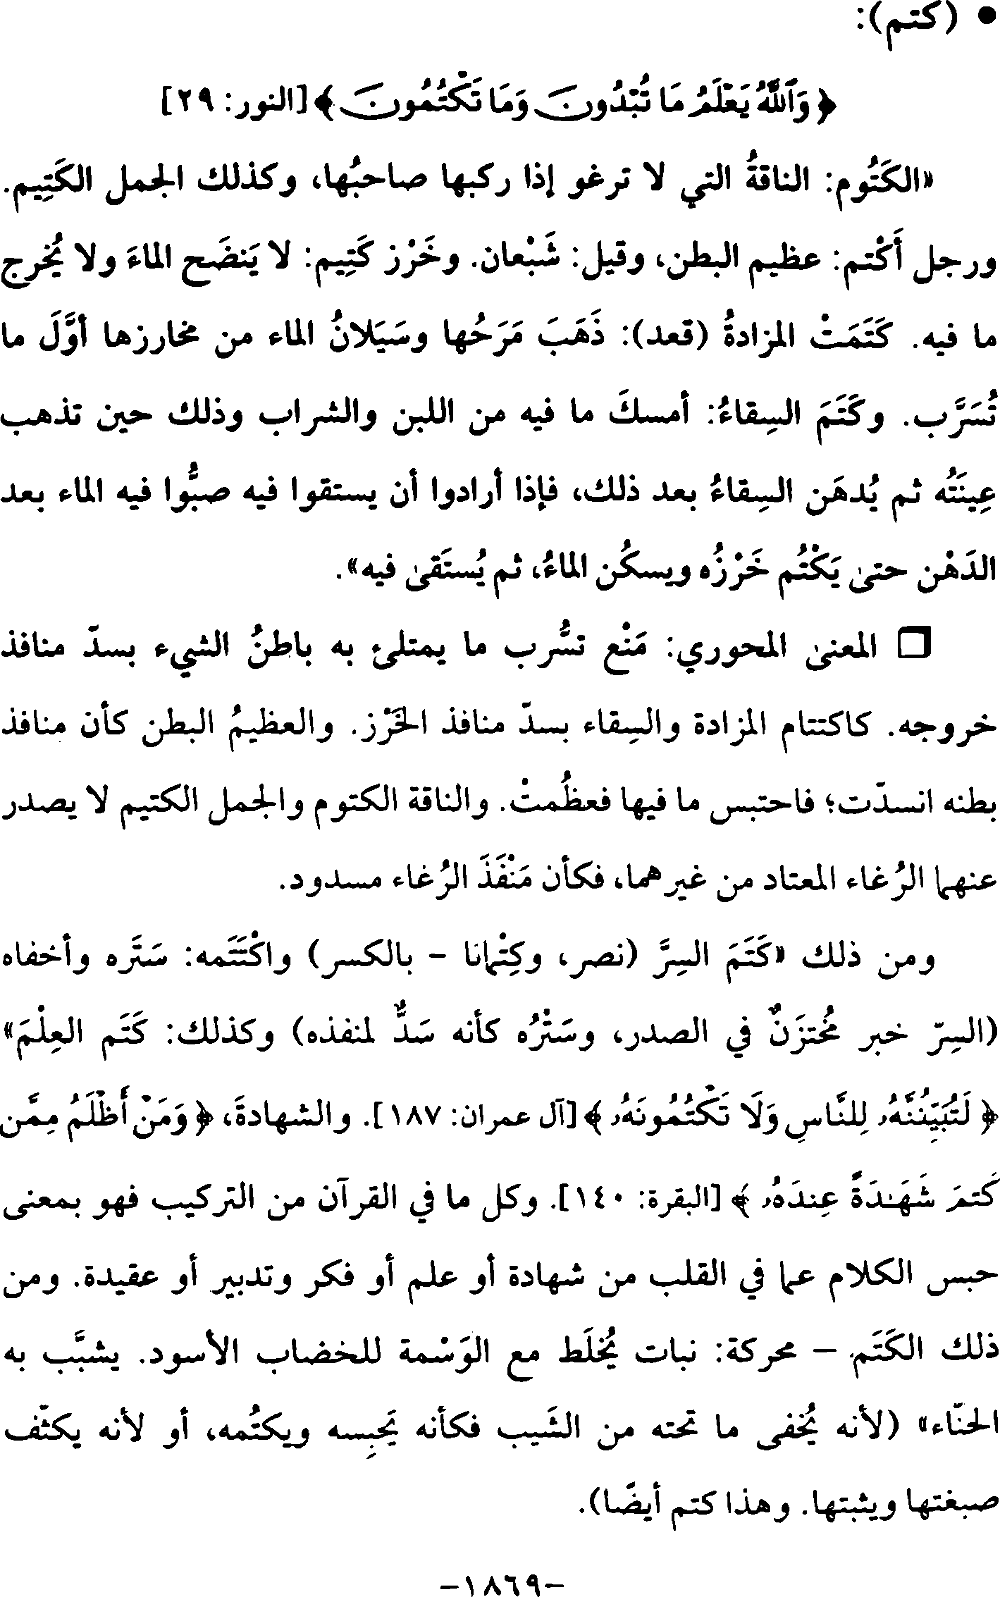 • (كتم):
﴿وَٱللَّهُ يَعْلَمُ مَا تُبْدُونَ وَمَا تَكْتُمُونَ﴾ [النور: ٢٩]
«الكَتُوم: الناقةُ التي لا ترغو إذا ركبها صاحبُها، وكذلك الجمل الكَتِيم.
ورجل أَكْتم: عظيم البطن، وقيل: شَبْعان. وخَرْز كَتِيم: لا يَنضَح الماءَ ولا يُخرج
ما فيه. كَتَمَتْ المزادةُ (قعد): ذَهَبَ مَرَحُها وسَيَلانُ الماء من مخارزها أوَّلَ ما
تُسَرَّب. وكَتَمَ السِقاءُ: أمسكَ ما فيه من اللبن والشراب وذلك حين تذهب
عِينَتُه ثم يُدهَن السِقاءُ بعد ذلك، فإذا أرادوا أن يستقوا فيه صبُّوا فيه الماء بعد
الدَهْن حتىٰ يَكْتُم خَرْزُه ويسكُن الماءُ، ثم يُستَقىٰ فيه».
❒ المعنىٰ المحوري: مَنْع تسُّرب ما يمتلئ به باطنُ الشيء بسدّ منافذ
خروجه. كاكتتام المزادة والسِقاء بسدّ منافذ الخَرْز. والعظيمُ البطن كأن منافذ
بطنه انسدّت؛ فاحتبس ما فيها فعظُمتْ. والناقة الكتوم والجمل الكتيم لا يصدر
عنهما الرُغاء المعتاد من غيرهما، فكأن مَنْفَذَ الرُغاء مسدود.
ومن ذلك «كَتَمَ السِرَّ (نصر، وكِتْمانا - بالكسر) واكْتَتَمه: سَتَره وأخفاه
(السِرّ خبر مُختزَنٌ في الصدر، وسَتْرُه كأنه سَدٌّ لمنفذه) وكذلك: كَتَم العِلْمَ»
﴿لَتُبَيِّنُنَّهُۥ لِلنَّاسِ وَلَا تَكْتُمُونَهُۥ﴾ [آل عمران: ١٨٧]. والشهادةَ، ﴿وَمَنْ أَظْلَمُ مِمَّن
كَتَمَ شَهَٰدَةً عِندَهُۥ﴾ [البقرة: ١٤٠]. وكل ما في القرآن من التركيب فهو بمعنى
حبس الكلام عما في القلب من شهادة أو علم أو فكر وتدبير أو عقيدة. ومن
ذلك الكَتَم - محركة: نبات يُخلَط مع الوَسْمة للخضاب الأسود. يشبَّب به
الحنّاء» (لأنه يُخفى ما تحته من الشَيب فكأنه يَحبِسه ويكتُمه، أو لأنه يكثّف
صبغتها ويثبتها. وهذا كتم أيضًا).
-١٨٦٩-